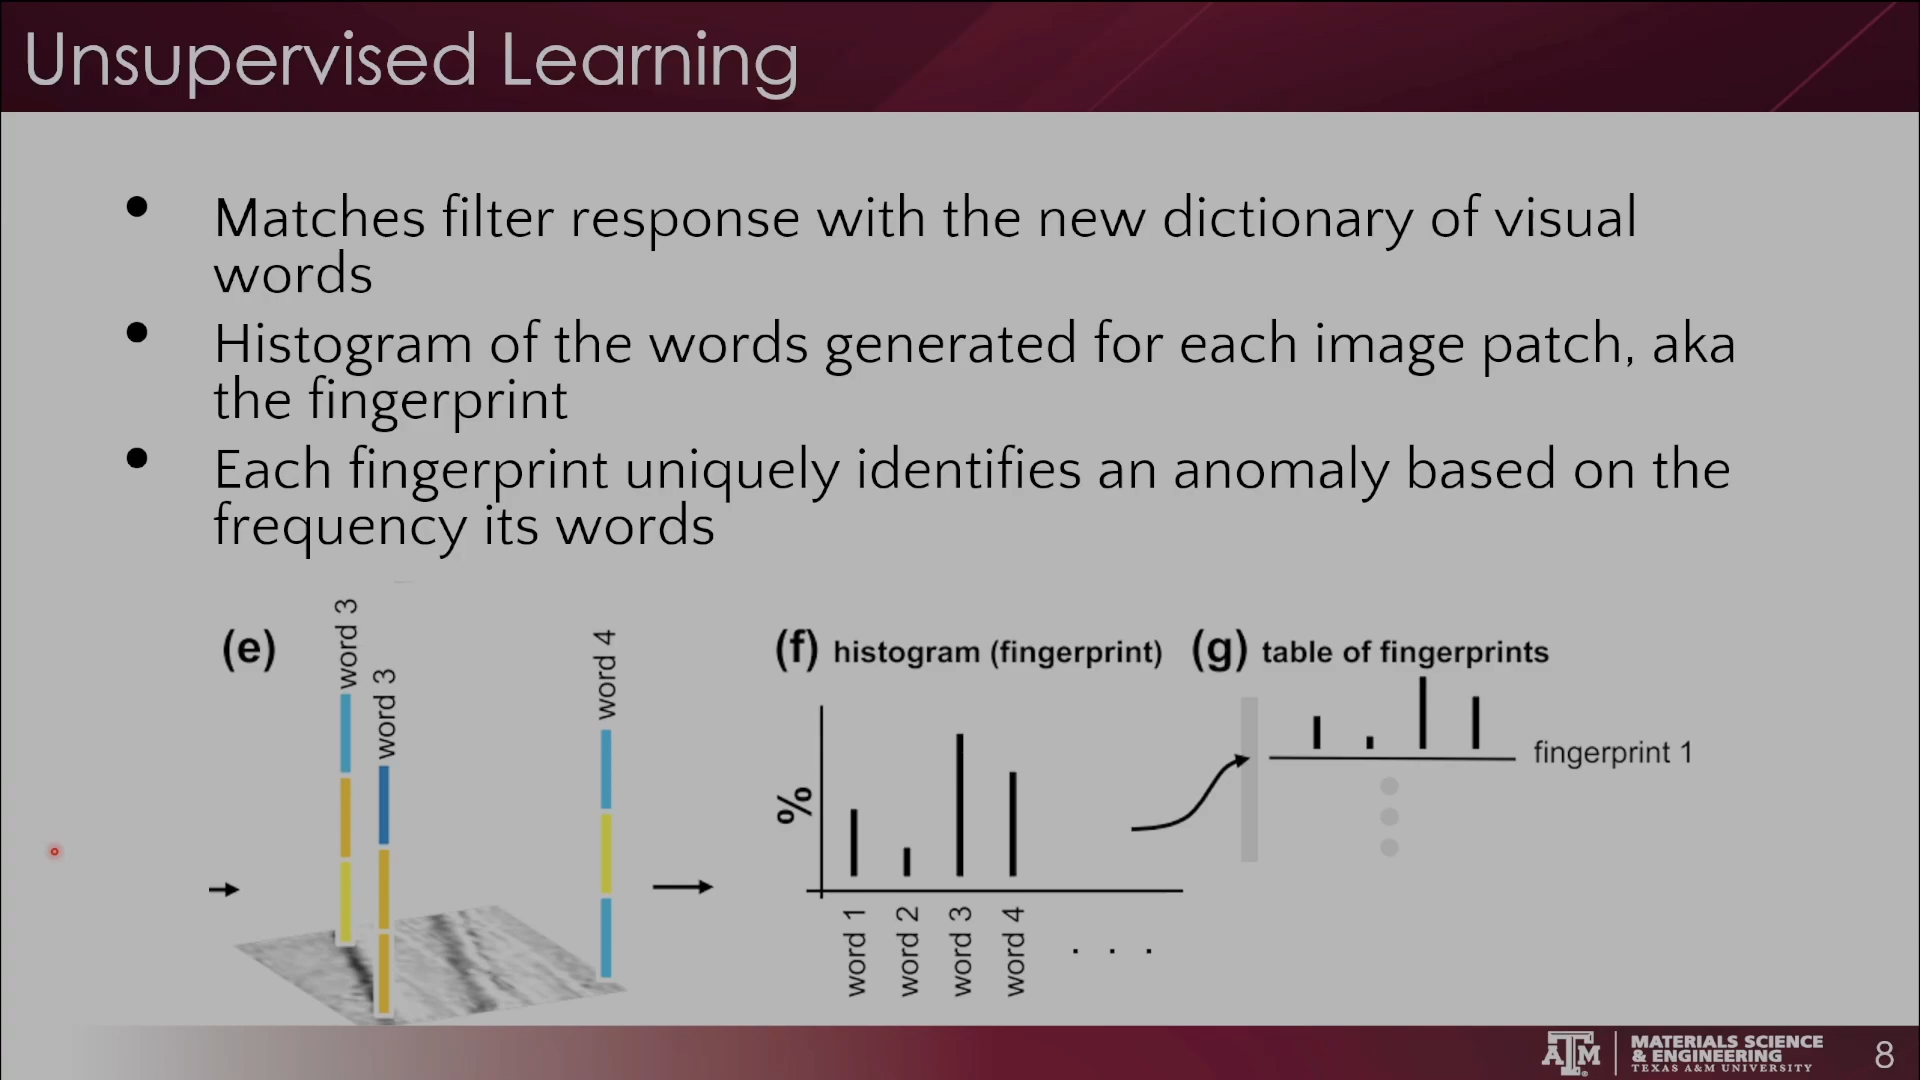 Unsupervised Learning
• Matches filter response with the new dictionary of visual
words
• Histogram of the words generated for each image patch, aka
the fingerprint
• Each fingerprint uniquely identifies an anomaly based on the
frequency its words
(e)
word 3
word 3
word 4
(f) histogram (fingerprint)
%
word 1
word 2
word 3
word 4
. . .
(g) table of fingerprints
fingerprint 1
ATM
MATERIALS SCIENCE
& ENGINEERING
TEXAS A&M UNIVERSITY
8